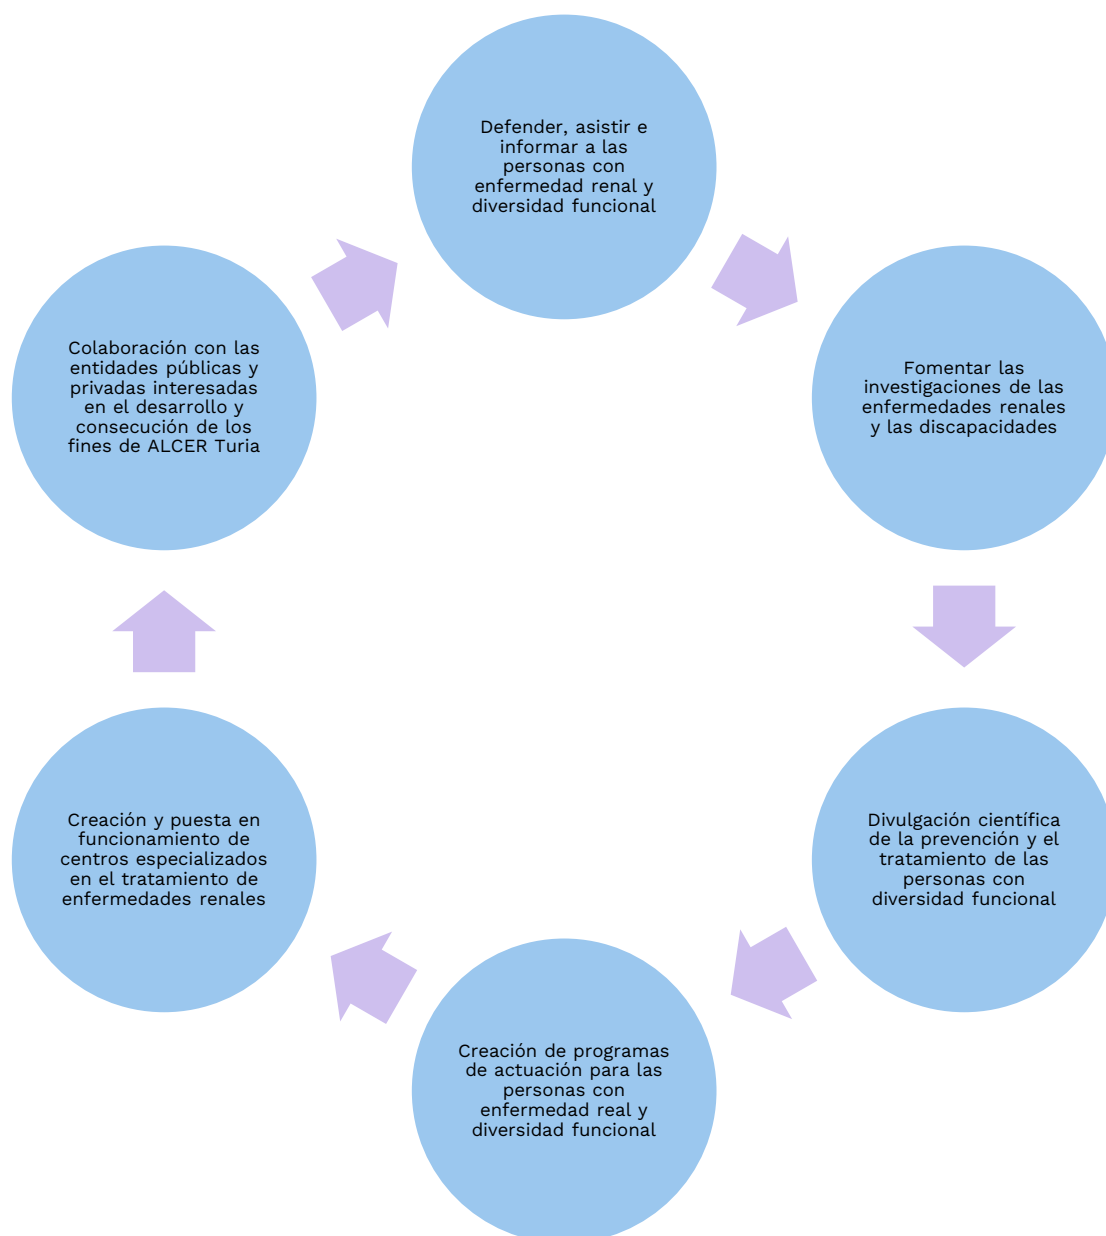 Defender, asistir e
informar a las
personas con
enfermedad renal y
diversidad funcional
Fomentar las
investigaciones de las
enfermedades renales
y las discapacidades
Divulgación científica
de la prevención y el
tratamiento de las
personas con
diversidad funcional
Creación de programas
de actuación para las
personas con
enfermedad real y
diversidad funcional
Creación y puesta en
funcionamiento de
centros especializados
en el tratamiento de
enfermedades renales
Colaboración con las
entidades públicas y
privadas interesadas
en el desarrollo y
consecución de los
fines de ALCER Turia